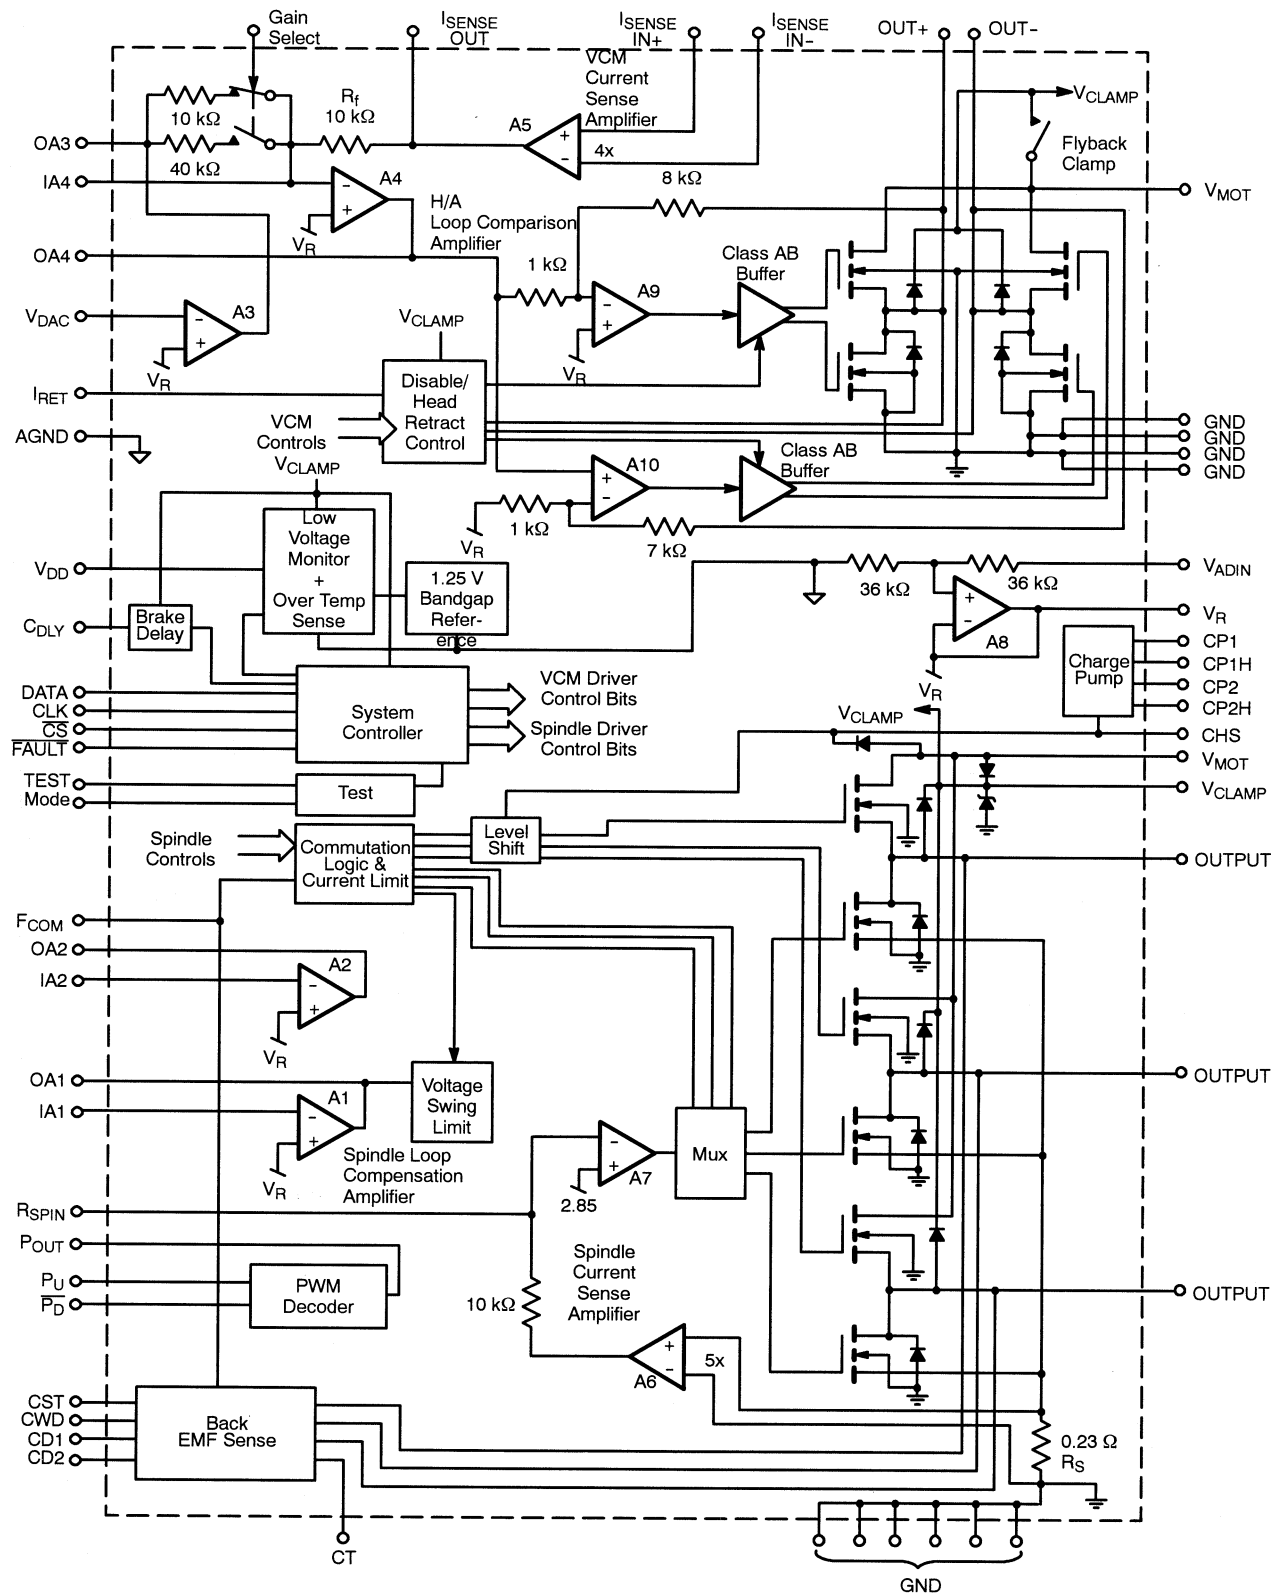 Gain
Select
ISENSE
OUT
ISENSE
IN+
ISENSE
IN−
OUT+
OUT−
VCM
Current
Sense
Amplifier
VCLAMP
Flyback
Clamp
10 kΩ
40 kΩ
Rf
10 kΩ
A5
+
−
4x
8 kΩ
OA3
IA4
A4
−
+
VR
H/A
Loop Comparison
Amplifier
VMOT
OA4
1 kΩ
Class AB
Buffer
A9
−
+
VR
VDAC
A3
−
+
VR
VCLAMP
IRET
Disable/
Head
Retract
Control
VCM
Controls
AGND
GND
GND
GND
GND
VCLAMP
A10
+
−
Class AB
Buffer
1 kΩ
VR
7 kΩ
Low
Voltage
Monitor
+
Over Temp
Sense
VDD
1.25 V
Bandgap
Refer-
ence
36 kΩ
36 kΩ
VADIN
A8
+
−
VR
VR
CDLY
Brake
Delay
Charge
Pump
CP1
CP1H
CP2
CP2H
CHS
DATA
CLK
CS
FAULT
System
Controller
VCM Driver
Control Bits
Spindle Driver
Control Bits
VCLAMP
VMOT
VCLAMP
TEST
Mode
Test
Spindle
Controls
Commutation
Logic &
Current Limit
Level
Shift
OUTPUT
FCOM
OA2
IA2
A2
−
+
VR
OA1
IA1
A1
−
+
VR
Voltage
Swing
Limit
Spindle Loop
Compensation
Amplifier
OUTPUT
A7
−
+
2.85
Mux
RSPIN
POUT
PU
PD
PWM
Decoder
10 kΩ
Spindle
Current
Sense
Amplifier
OUTPUT
A6
+
−
5x
CST
CWD
CD1
CD2
Back
EMF Sense
0.23 Ω
RS
CT
GND